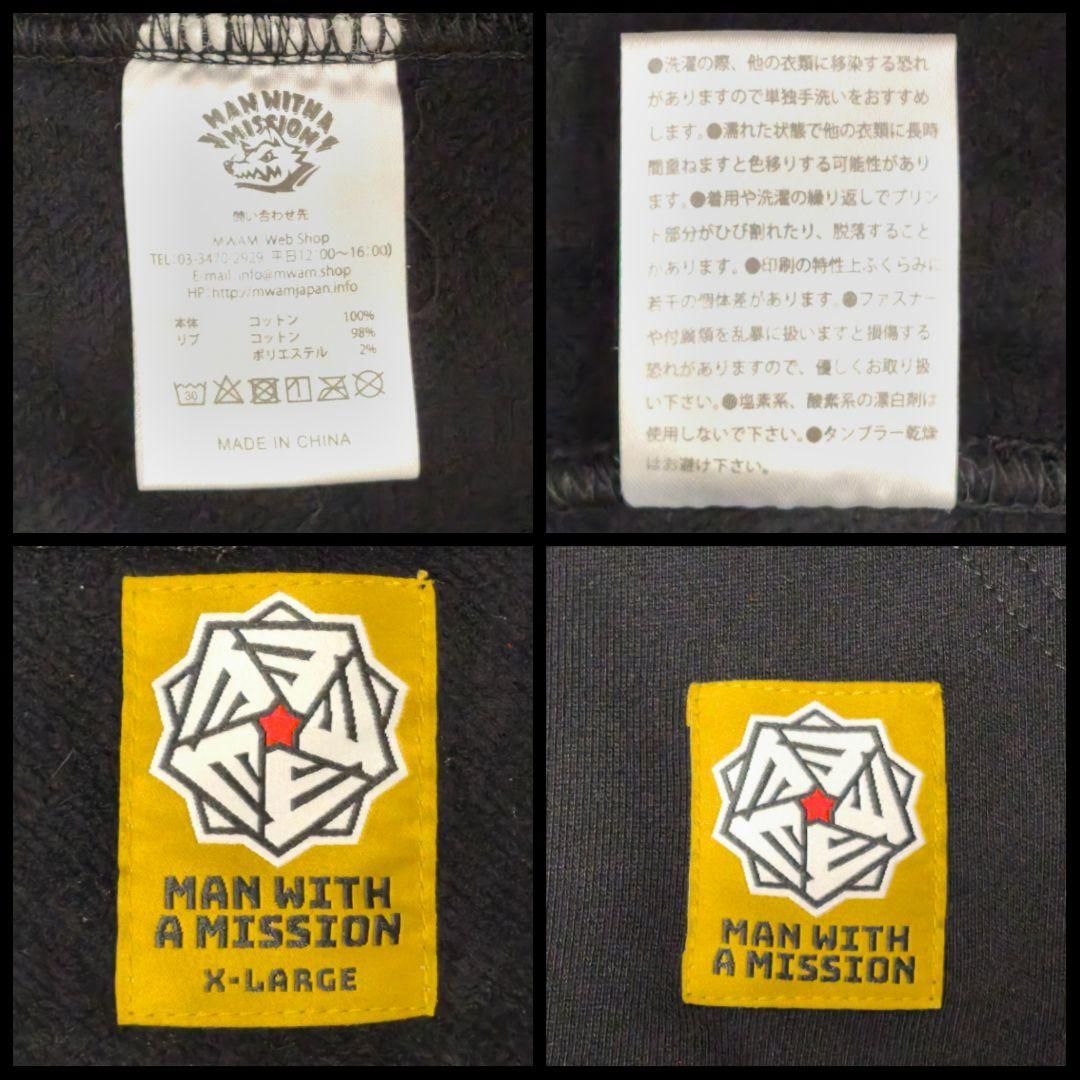 MAN WITH A
MISSION
問い合わせ先
MWAM Web Shop
TEL:03-3470-2929 平日12:00～16:00)
E-mail:info@mwam.shop
HP:http://mwamjapan.info
本体 コットン 100%
リブ コットン 98%
ポリエステル 2%
30
MADE IN CHINA
●洗濯の際、他の衣類に移染する恐れ
がありますので単独手洗いをおすすめ
します。●濡れた状態で他の衣類に長時
間重ねますと色移りする可能性があり
ます。●着用や洗濯の繰り返しでプリン
ト部分がひび割れたり、脱落すること
があります。●印刷の特性上ふくらみに
若干の個体差があります。●ファスナー
や付属類を乱暴に扱いますと損傷する
恐れがありますので、優しくお取り扱
い下さい。●塩素系、酸素系の漂白剤は
使用しないで下さい。●タンブラー乾燥
はお避け下さい。
MAN WITH
A MISSION
X-LARGE
MAN WITH
A MISSION